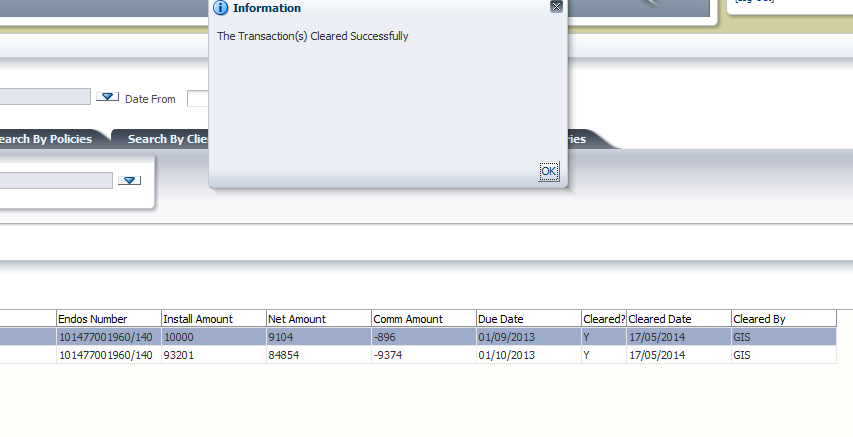 Information
The Transaction(s) Cleared Successfully
Date From
earch By Policies
Search By Clie
ries
OK
Endos Number Install Amount Net Amount Comm Amount Due Date Cleared? Cleared Date Cleared By
101477001960/140 10000 9104 -896 01/09/2013 Y 17/05/2014 GIS
101477001960/140 93201 84854 -9374 01/10/2013 Y 17/05/2014 GIS